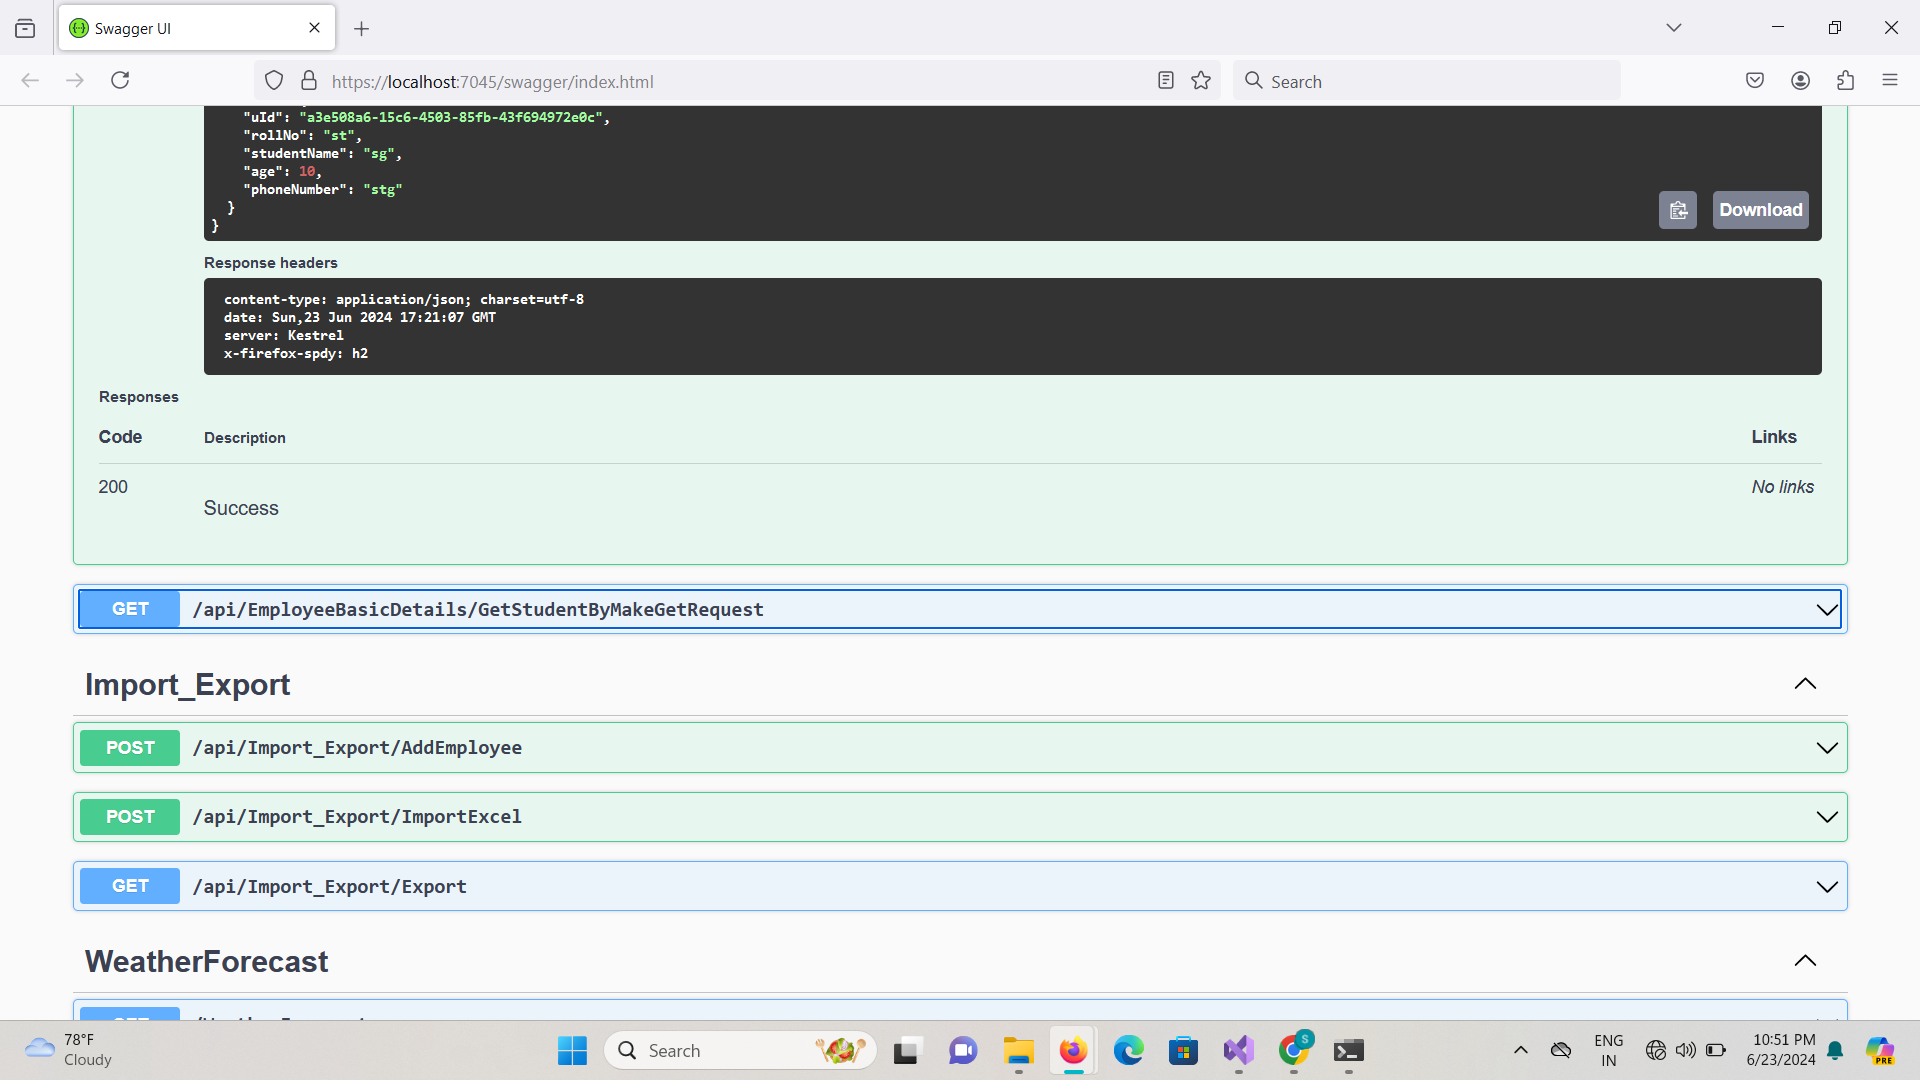 Swagger UI
https://localhost:7045/swagger/index.html
Search
"uId": "a3e508a6-15c6-4503-85fb-43f694972e0c",
"rollNo": "st",
"studentName": "sg",
"age": 10,
"phoneNumber": "stg"
}
}
Download
Response headers
content-type: application/json; charset=utf-8
date: Sun,23 Jun 2024 17:21:07 GMT
server: Kestrel
x-firefox-spdy: h2
Responses
Code Description Links
200 No links
Success
GET /api/EmployeeBasicDetails/GetStudentByMakeGetRequest
Import_Export
POST /api/Import_Export/AddEmployee
POST /api/Import_Export/ImportExcel
GET /api/Import_Export/Export
WeatherForecast
78°F
Cloudy
Search
S
ENG
IN
10:51 PM
6/23/2024
PRE